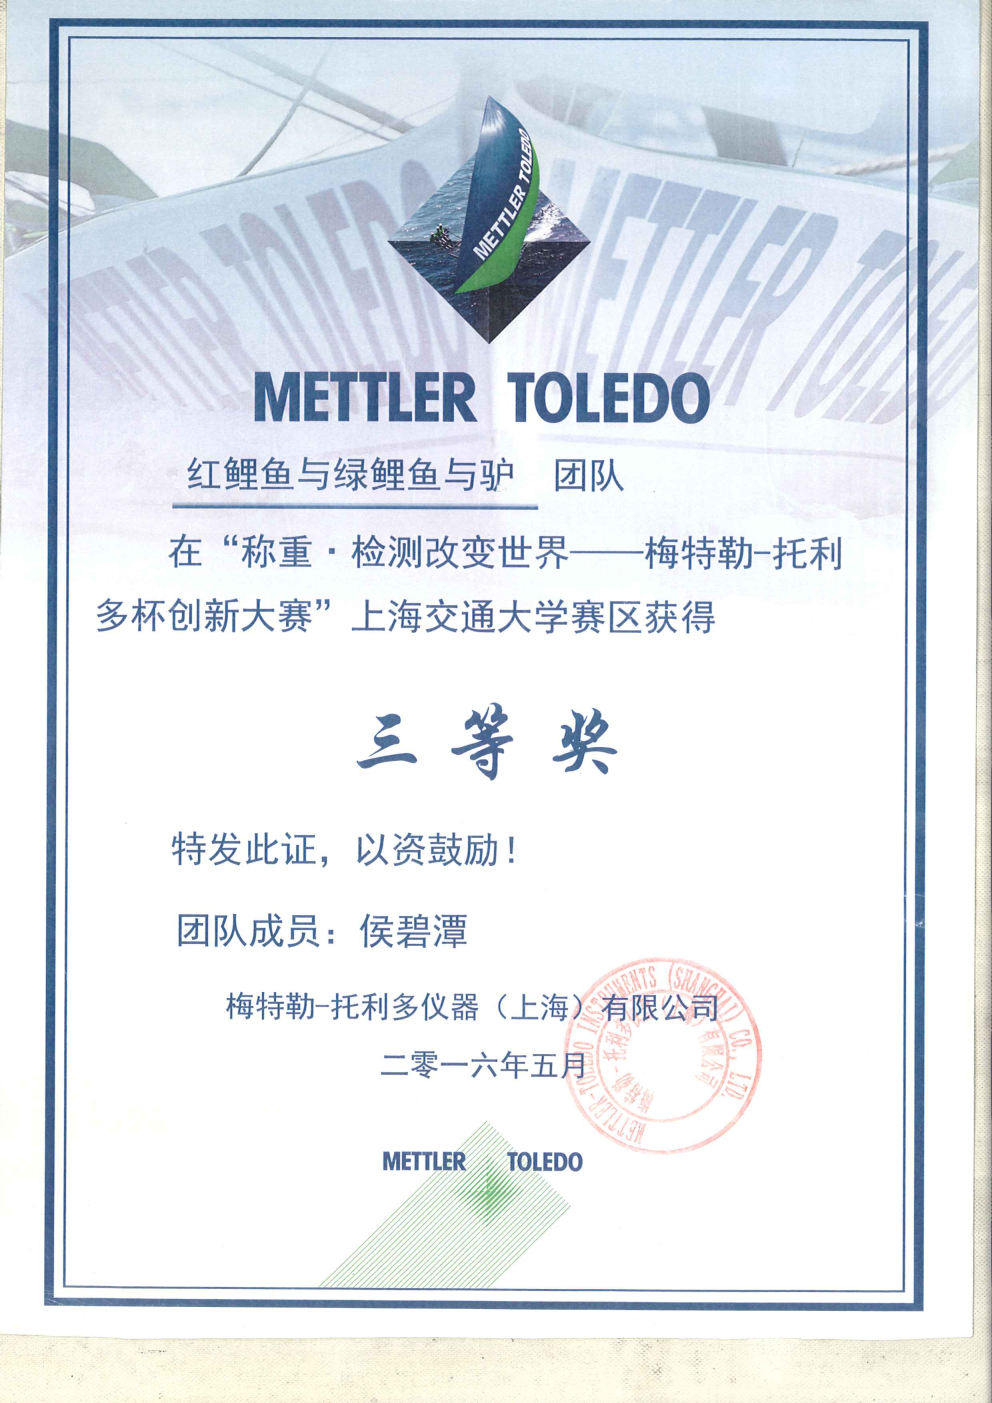 METTLER TOLEDO
METTLER TOLEDO
METTLER TOLEDO
METTLER TOLEDO
红鲤鱼与绿鲤鱼与驴 团队
在“称重·检测改变世界——梅特勒-托利
多杯创新大赛”上海交通大学赛区获得
三等奖
特发此证，以资鼓励！
团队成员：侯碧潭
梅特勒-托利多仪器（上海）有限公司
二零一六年五月
METTLER-TOLEDO INSTRUMENTS (SHANGHAI) CO., LTD.
METTLER TOLEDO